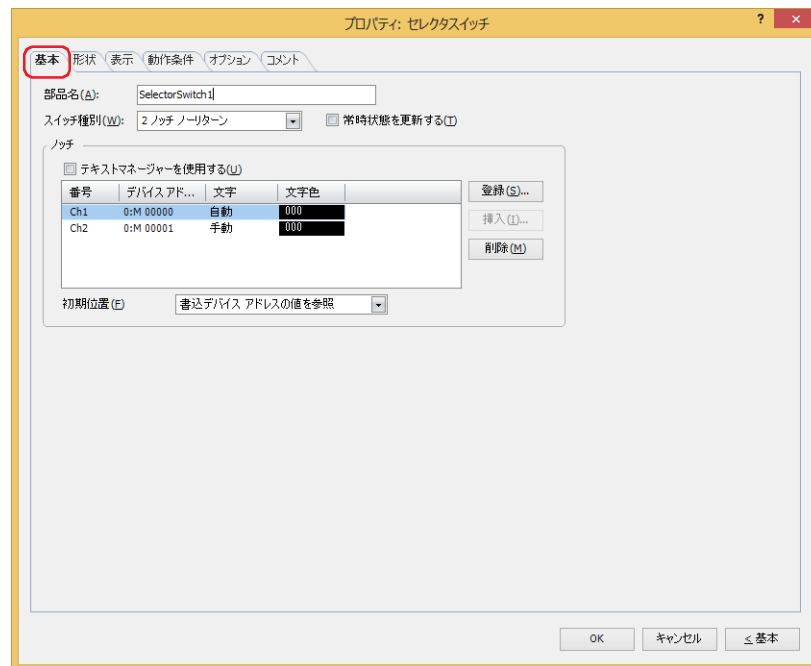 プロパティ: セレクタスイッチ
? ×
基本 形状 表示 動作条件 オプション コメント
部品名(A): SelectorSwitch1
スイッチ種別(W): 2 ノッチ ノーリターン 常時状態を更新する(T)
ノッチ
テキストマネージャーを使用する(U)
番号 デバイス アドレ... 文字 文字色
Ch1 0:M 00000 自動 000
Ch2 0:M 00001 手動 000
登録(S)...
挿入(I)...
削除(M)
初期位置(F) 書込デバイス アドレスの値を参照
OK キャンセル < 基本